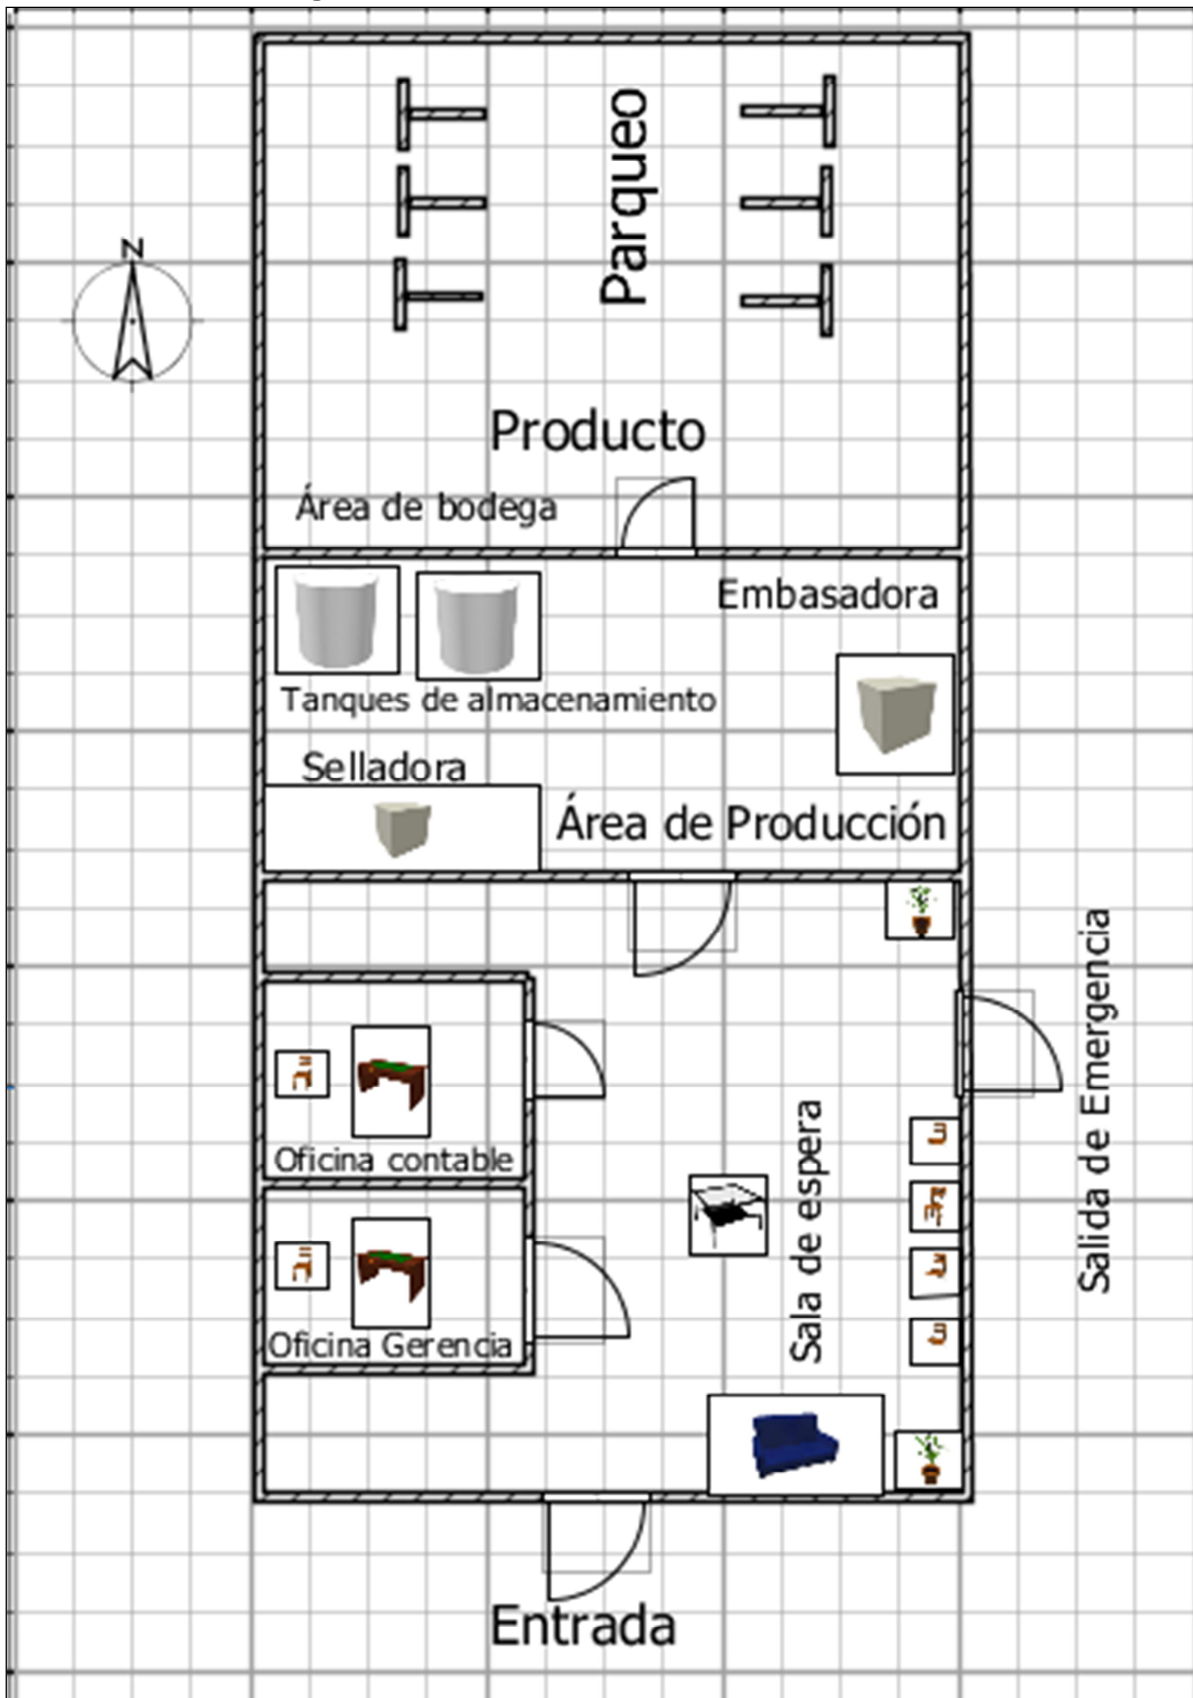 Parqueo
N
Producto
Área de bodega
Embasadora
Tanques de almacenamiento
Selladora
Área de Producción
Salida de Emergencia
Oficina contable
Sala de espera
Oficina Gerencia
Entrada